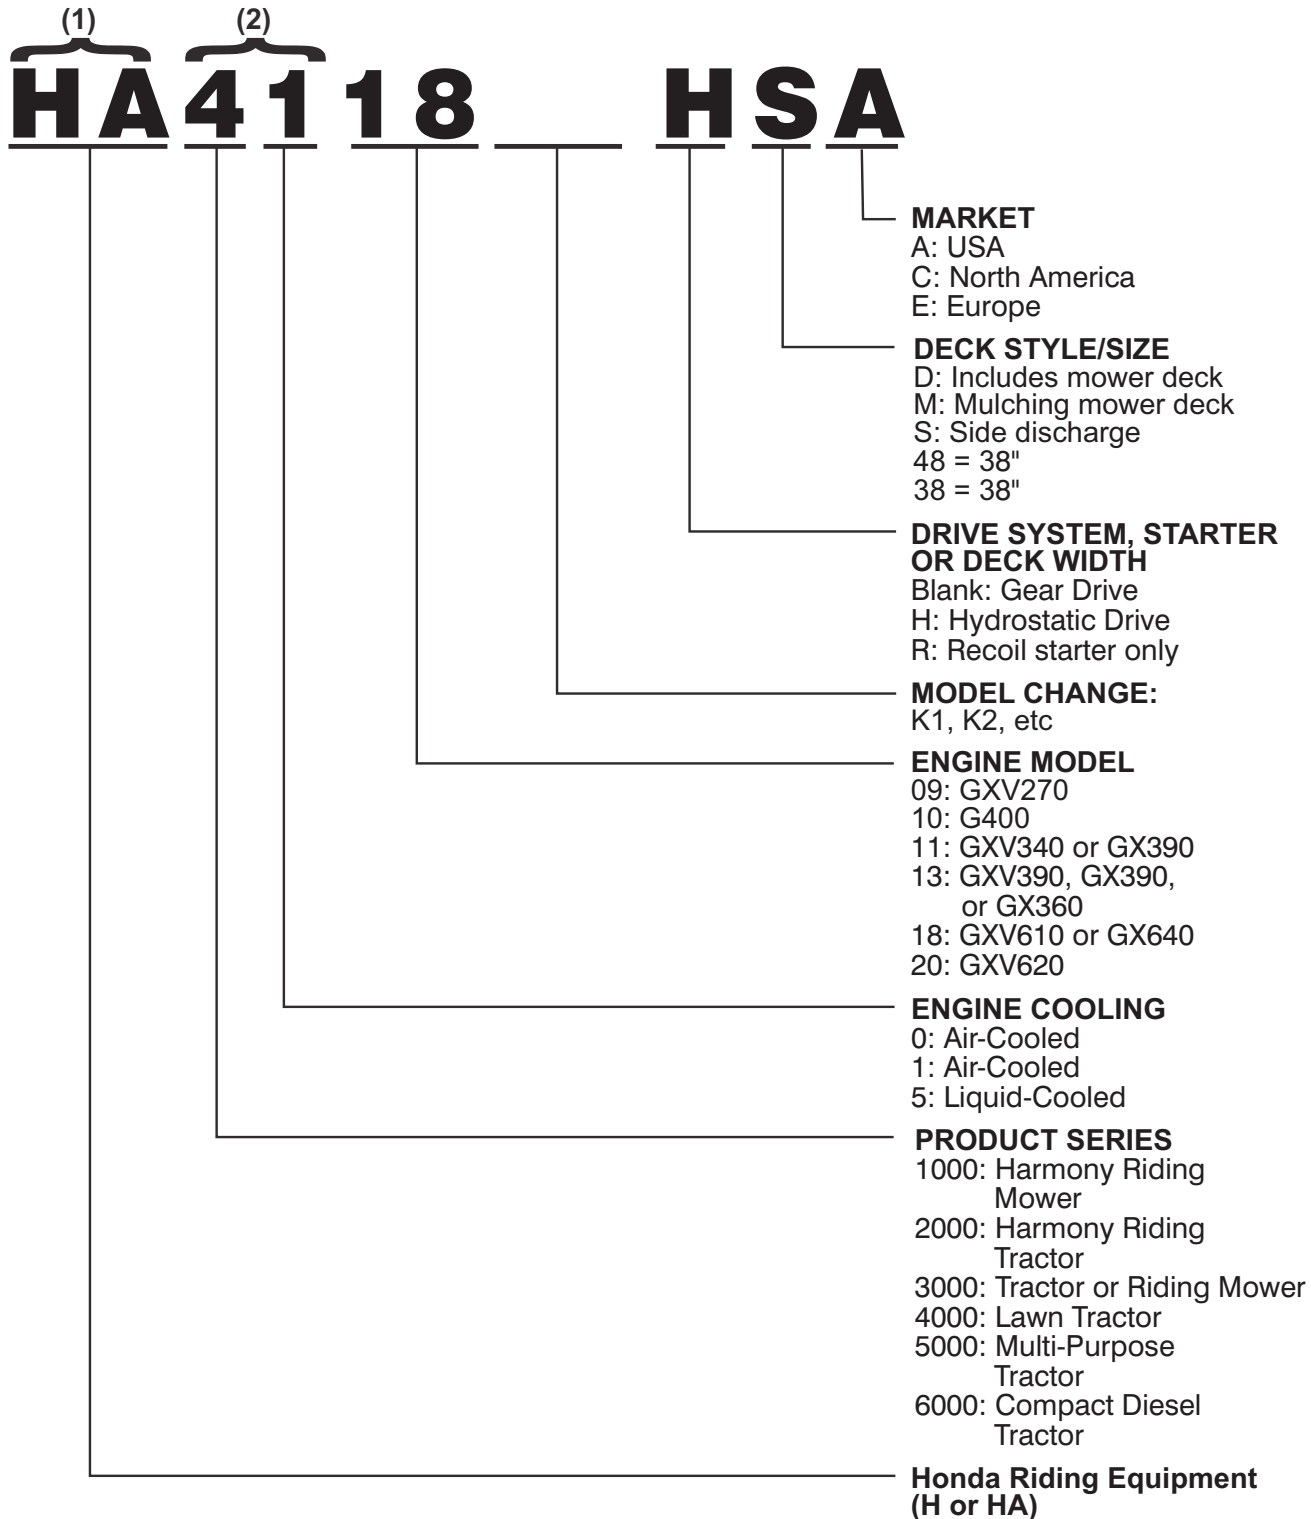 (1) (2)
HA4118 HSA
MARKET
A: USA
C: North America
E: Europe
DECK STYLE/SIZE
D: Includes mower deck
M: Mulching mower deck
S: Side discharge
48 = 38"
38 = 38"
DRIVE SYSTEM, STARTER
OR DECK WIDTH
Blank: Gear Drive
H: Hydrostatic Drive
R: Recoil starter only
MODEL CHANGE:
K1, K2, etc
ENGINE MODEL
09: GXV270
10: G400
11: GXV340 or GX390
13: GXV390, GX390,
or GX360
18: GXV610 or GX640
20: GXV620
ENGINE COOLING
0: Air-Cooled
1: Air-Cooled
5: Liquid-Cooled
PRODUCT SERIES
1000: Harmony Riding
Mower
2000: Harmony Riding
Tractor
3000: Tractor or Riding Mower
4000: Lawn Tractor
5000: Multi-Purpose
Tractor
6000: Compact Diesel
Tractor
Honda Riding Equipment
(H or HA)